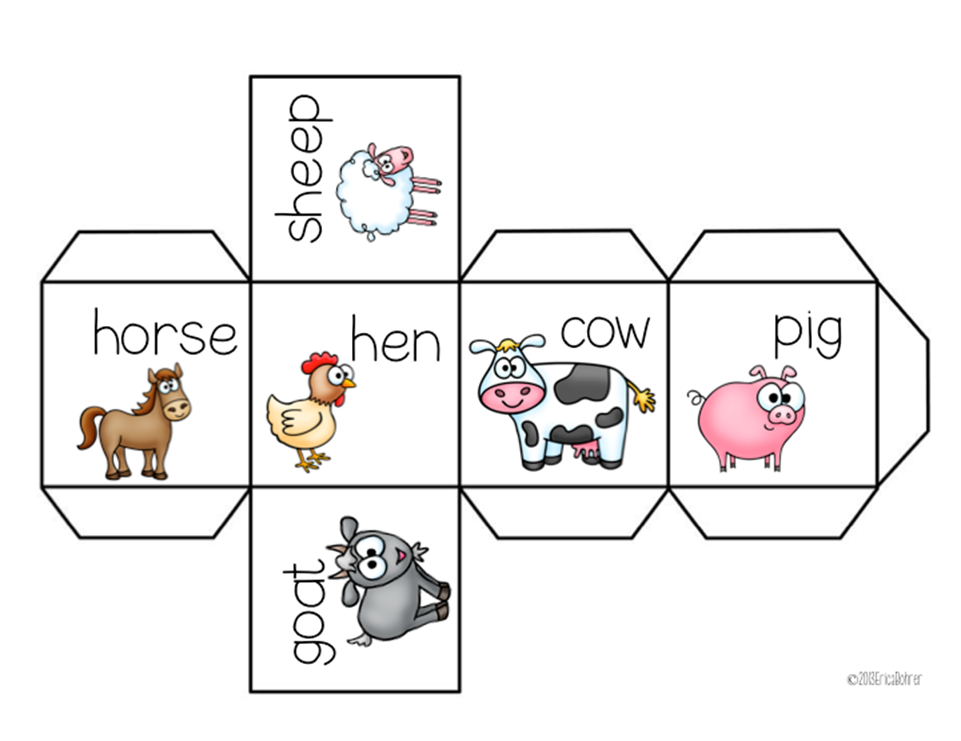 sheep
horse
hen
cow
pig
goat
©2013EricaBohrer